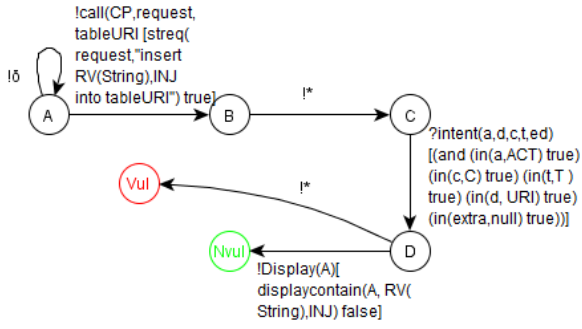 !call(CP,request,
tableURI [streq(
request,"insert
RV(String),INJ
into tableURI") true]
!δ
A
B
!*
C
?intent(a,d,c,t,ed)
[(and (in(a,ACT) true)
(in(c,C) true) (in(t,T )
true) (in(d, URI) true)
(in(extra,null) true))]
Vul
!*
Nvul
D
!Display(A)[
displaycontain(A, RV(
String),INJ) false]